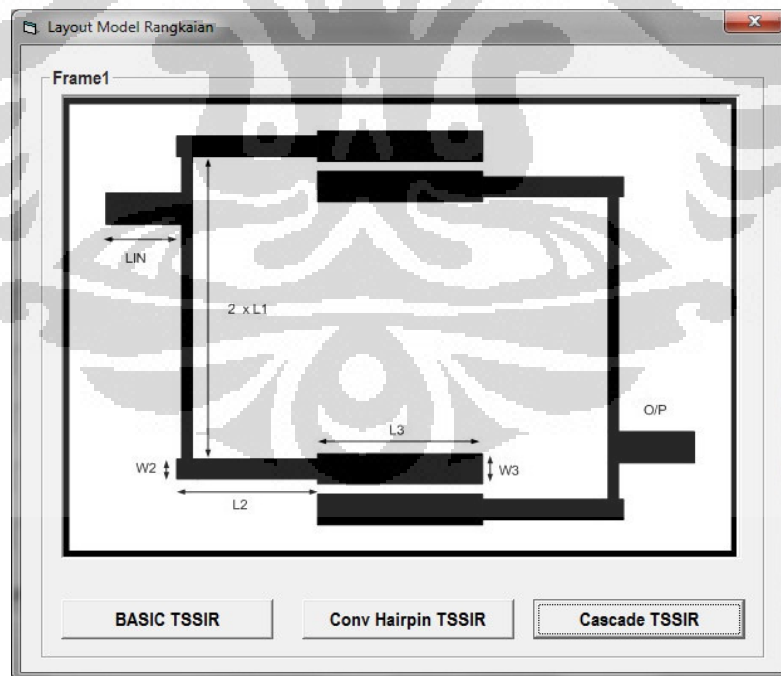 Layout Model Rangkaian
Frame1
LIN
2 x L1
O/P
L3
W2
W3
L2
BASIC TSSIR
Conv Hairpin TSSIR
Cascade TSSIR